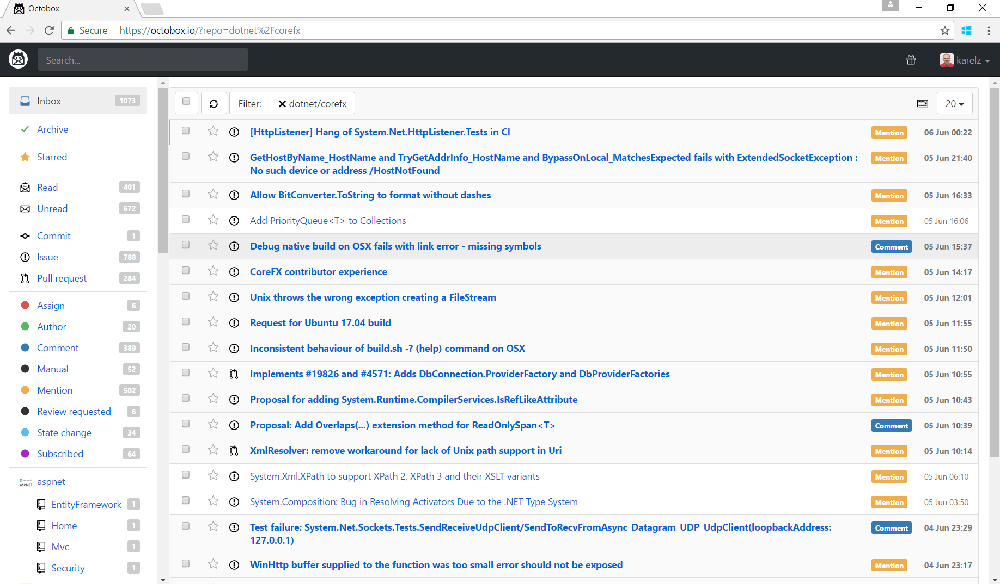 Octobox
Secure https://octobox.io/?repo=dotnet%2Fcorefx
Search...
karelz
Inbox 1073
Archive
Starred
Read 401
Unread 672
Commit 1
Issue 788
Pull request 284
Assign 6
Author 20
Comment 389
Manual 52
Mention 502
Review requested 6
State change 34
Subscribed 64
aspnet
EntityFramework 1
Home 1
Mvc 1
Security 1
Filter: dotnet/corefx 20
[HttpListener] Hang of System.Net.HttpListener.Tests in CI Mention 06 Jun 00:22
GetHostByName_HostName and TryGetAddrInfo_HostName and BypassOnLocal_MatchesExpected fails with ExtendedSocketException : Mention 05 Jun 21:40
No such device or address /HostNotFound
Allow BitConverter.ToString to format without dashes Mention 05 Jun 16:33
Add PriorityQueue<T> to Collections Mention 05 Jun 16:06
Debug native build on OSX fails with link error - missing symbols Comment 05 Jun 15:37
CoreFX contributor experience Mention 05 Jun 14:17
Unix throws the wrong exception creating a FileStream Mention 05 Jun 12:01
Request for Ubuntu 17.04 build Mention 05 Jun 11:55
Inconsistent behaviour of build.sh -? (help) command on OSX Mention 05 Jun 11:50
Implements #19826 and #4571: Adds DbConnection.ProviderFactory and DbProviderFactories Mention 05 Jun 10:55
Proposal for adding System.Runtime.CompilerServices.IsRefLikeAttribute Mention 05 Jun 10:43
Proposal: Add Overlaps(...) extension method for ReadOnlySpan<T> Comment 05 Jun 10:39
XmlResolver: remove workaround for lack of Unix path support in Uri Mention 05 Jun 10:14
System.Xml.XPath to support XPath 2, XPath 3 and their XSLT variants Mention 05 Jun 06:10
System.Composition: Bug in Resolving Activators Due to the .NET Type System Mention 05 Jun 03:50
Test failure: System.Net.Sockets.Tests.SendReceiveUdpClient/SendToRecvFromAsync_Datagram_UDP_UdpClient(loopbackAddress: Comment 04 Jun 23:29
127.0.0.1)
WinHttp buffer supplied to the function was too small error should not be exposed Mention 04 Jun 23:17